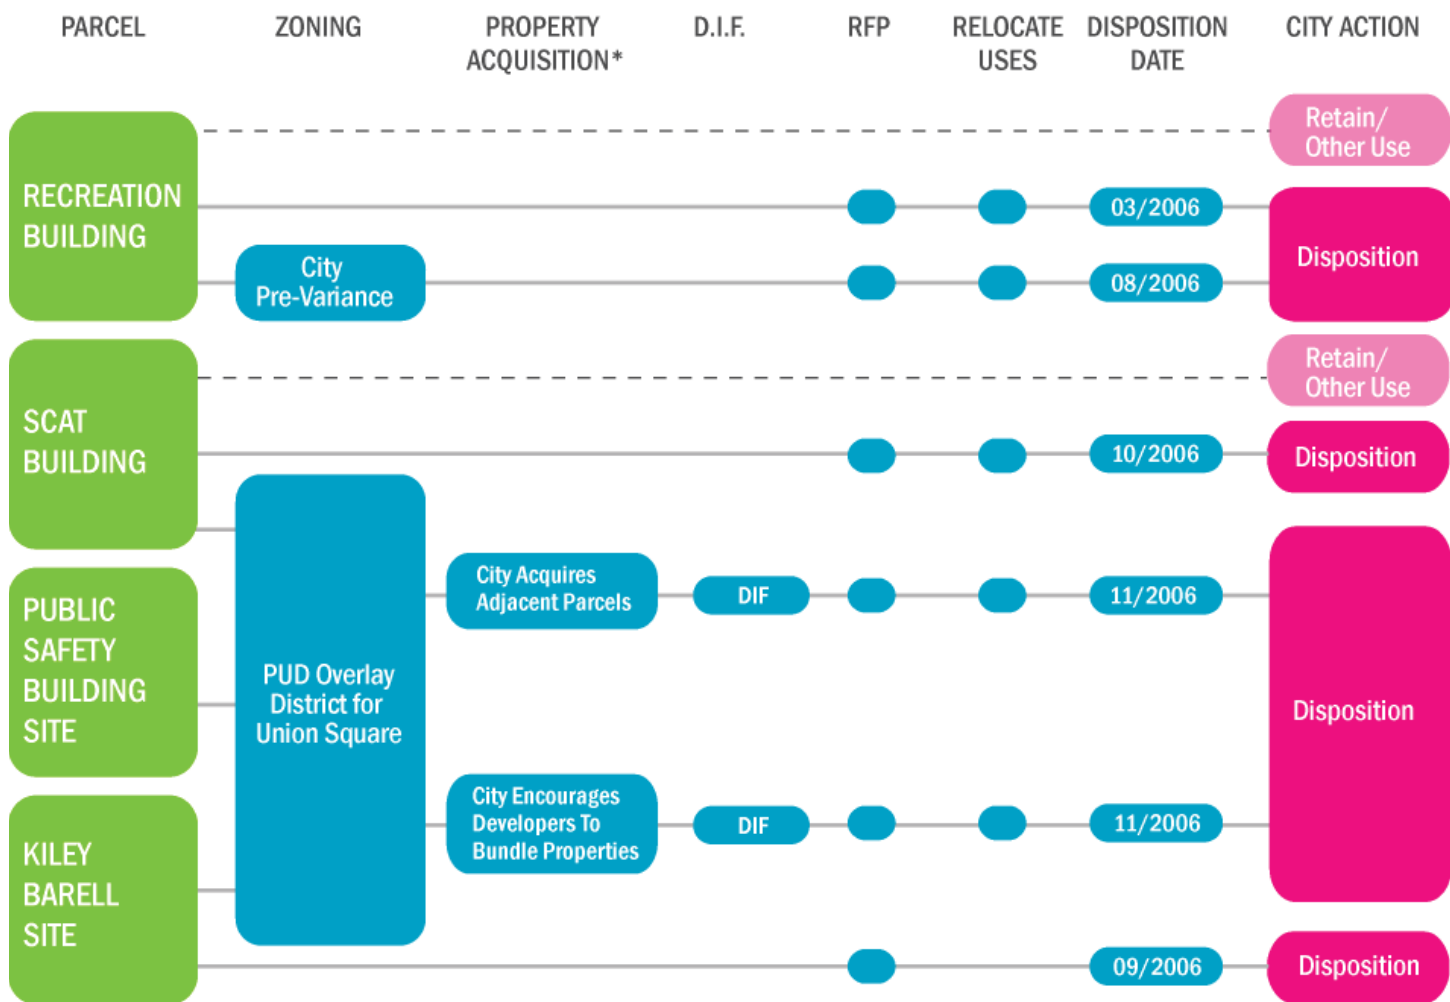 PARCEL
ZONING
PROPERTY
ACQUISITION*
D.I.F.
RFP
RELOCATE
USES
DISPOSITION
DATE
CITY ACTION
RECREATION
BUILDING
Retain/
Other Use
03/2006
City
Pre-Variance
08/2006
Disposition
SCAT
BUILDING
Retain/
Other Use
10/2006
Disposition
PUBLIC
SAFETY
BUILDING
SITE
PUD Overlay
District for
Union Square
City Acquires
Adjacent Parcels
DIF
11/2006
Disposition
City Encourages
Developers To
Bundle Properties
DIF
11/2006
KILEY
BARELL
SITE
09/2006
Disposition